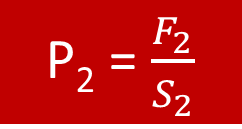 P₂ = F₂/S₂